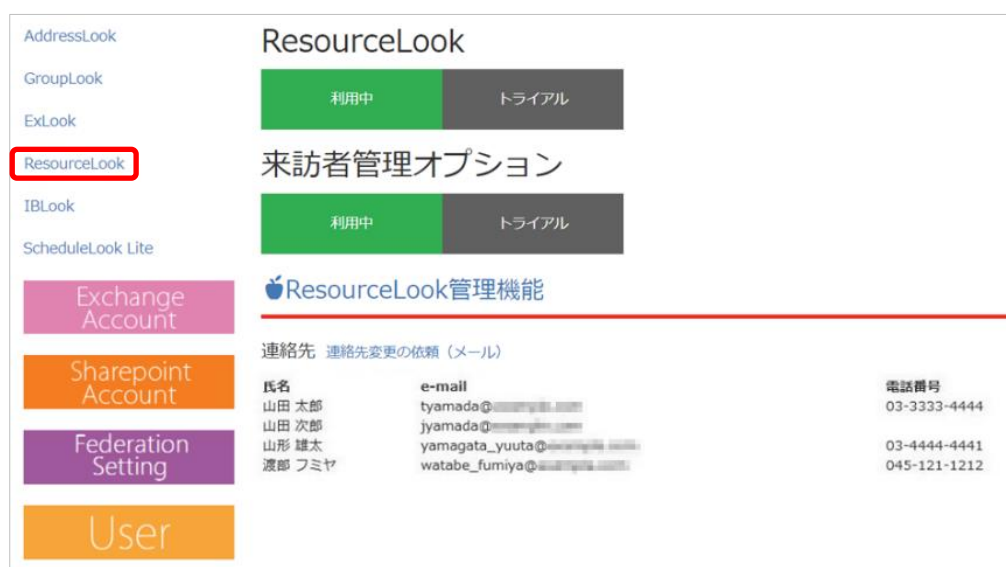 AddressLook
GroupLook
ExLook
ResourceLook
IBLook
ScheduleLook Lite
Exchange
Account
Sharepoint
Account
Federation
Setting
User
ResourceLook
利用中 トライアル
来訪者管理オプション
利用中 トライアル
ResourceLook管理機能
連絡先 連絡先変更の依頼（メール）
氏名 e-mail 電話番号
山田 太郎 tyamada@ 03-3333-4444
山田 次郎 jyamada@
山形 雄太 yamagata_yuuta@ 03-4444-4441
渡部 フミヤ watabe_fumiya@ 045-121-1212